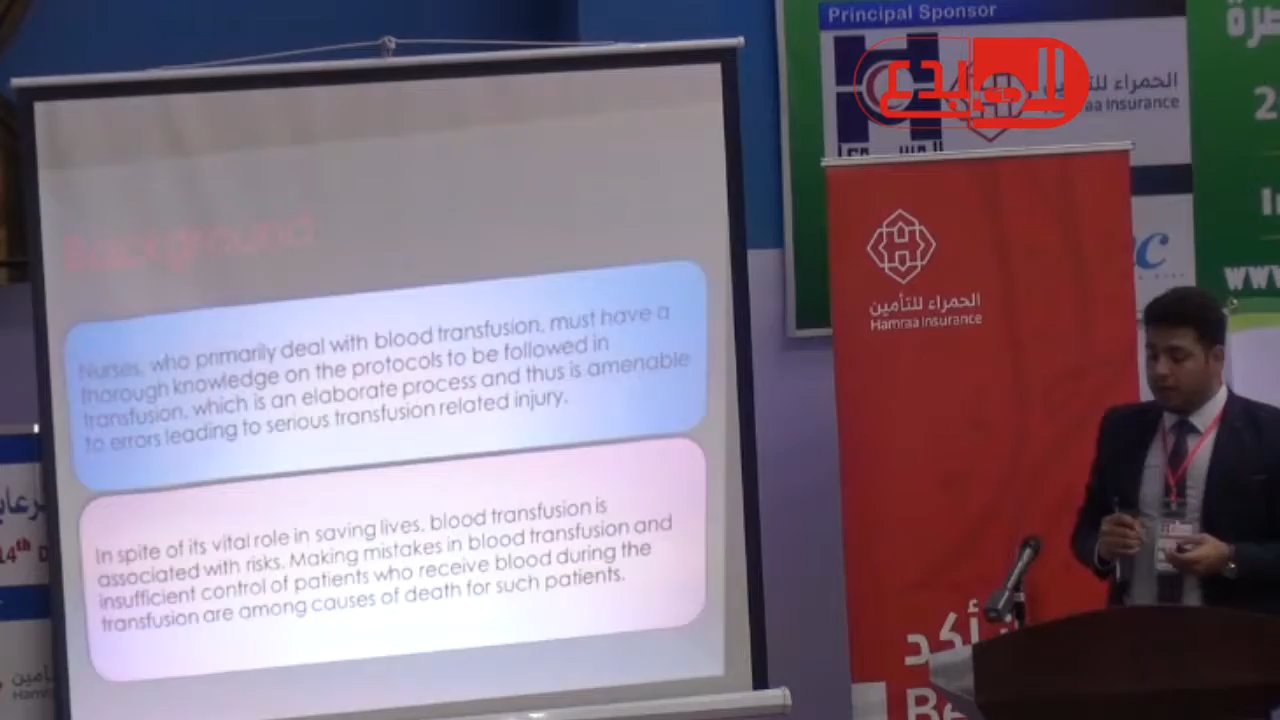 Background
Nurses, who primarily deal with blood transfusion, must have a
thorough knowledge on the protocols to be followed in
transfusion, which is an elaborate process and thus is amenable
to errors leading to serious transfusion related injury.
In spite of its vital role in saving lives, blood transfusion is
associated with risks. Making mistakes in blood transfusion and
insufficient control of patients who receive blood during the
transfusion are among causes of death for such patients.
Principal Sponsor
الحمراء للتأمين
Hamraa Insurance
14th D